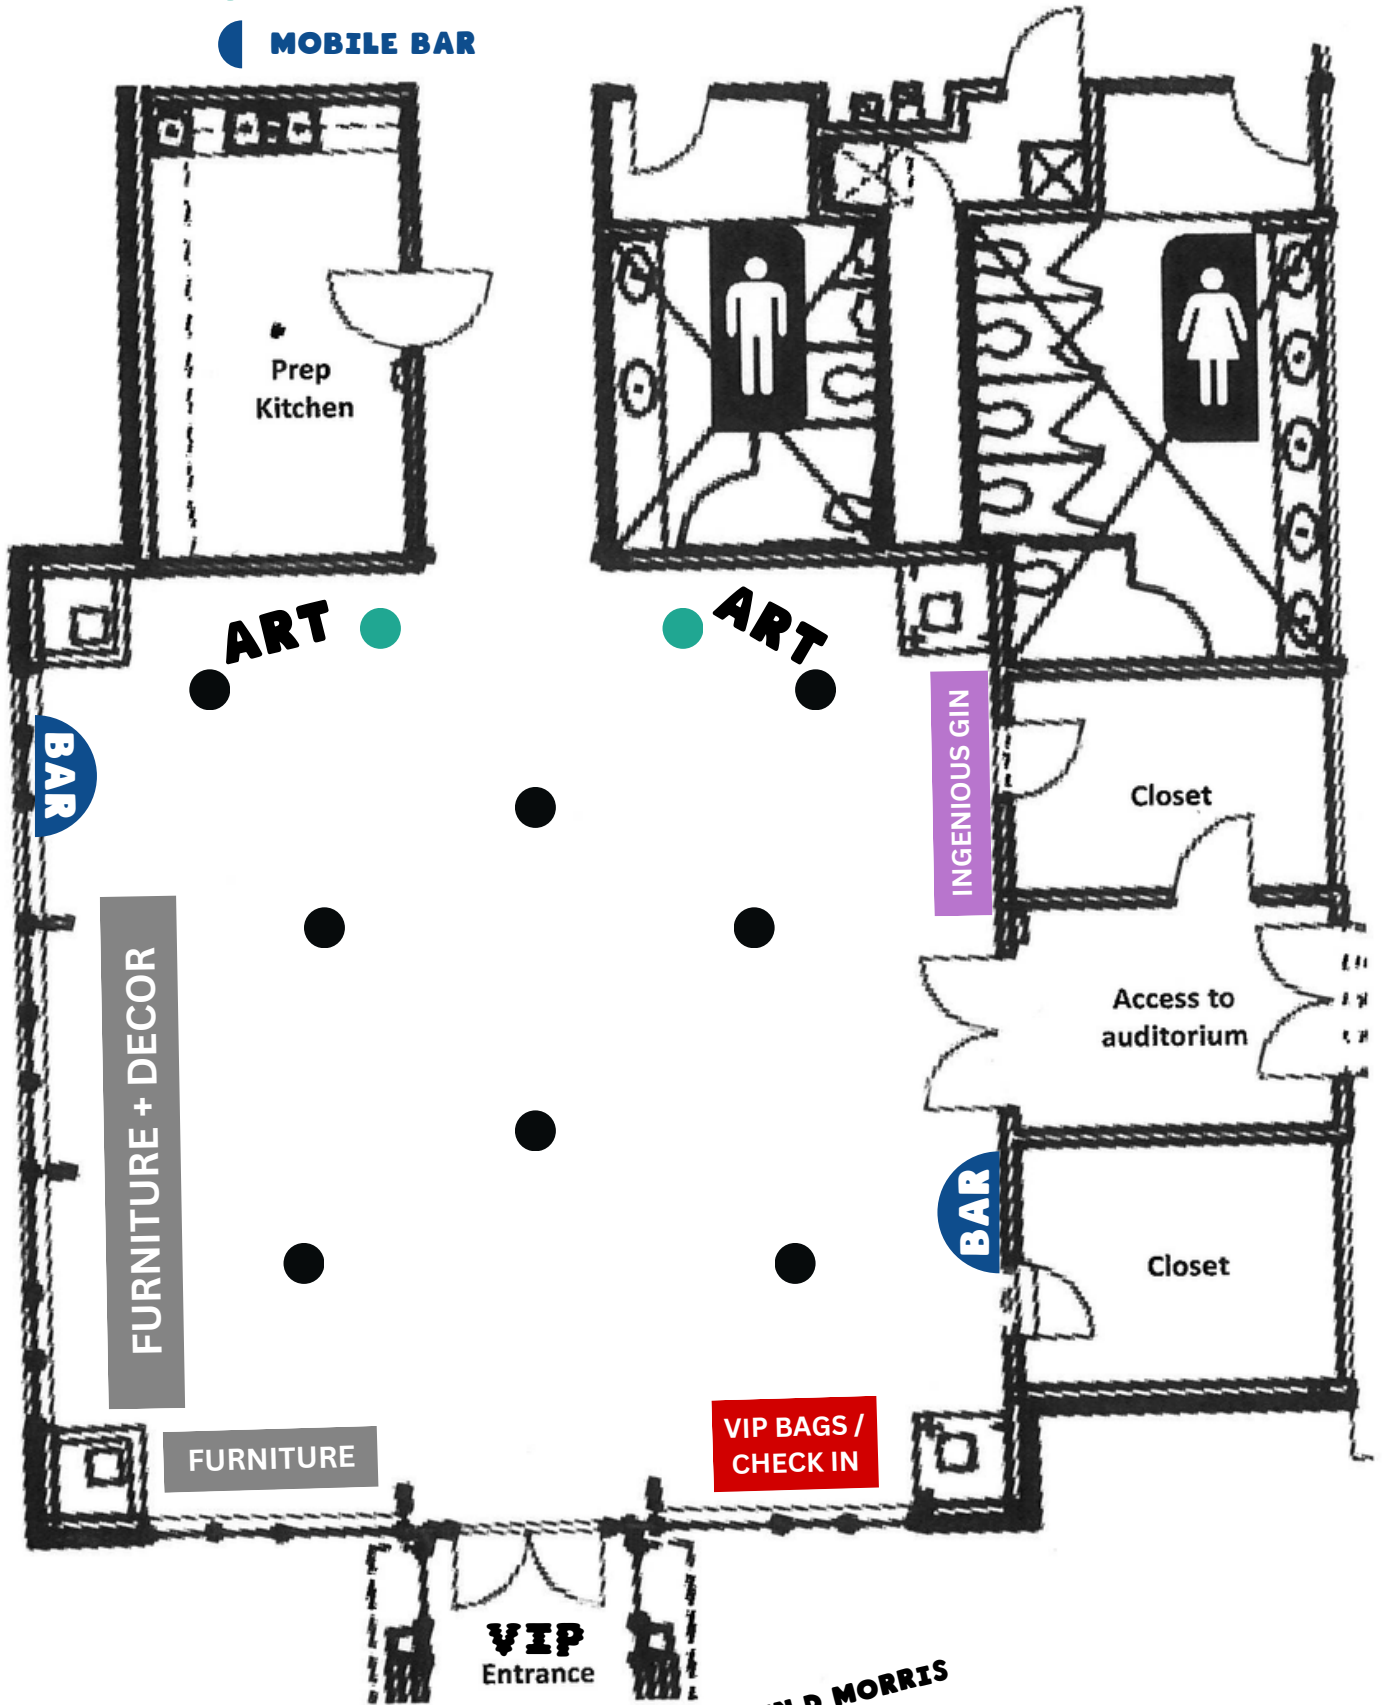 MOBILE BAR
Prep
Kitchen
ART
ART
BAR
INGENIOUS GIN
Closet
FURNITURE + DECOR
Access to
auditorium
BAR
Closet
VIP BAGS /
CHECK IN
FURNITURE
VIP
Entrance
D MORRIS